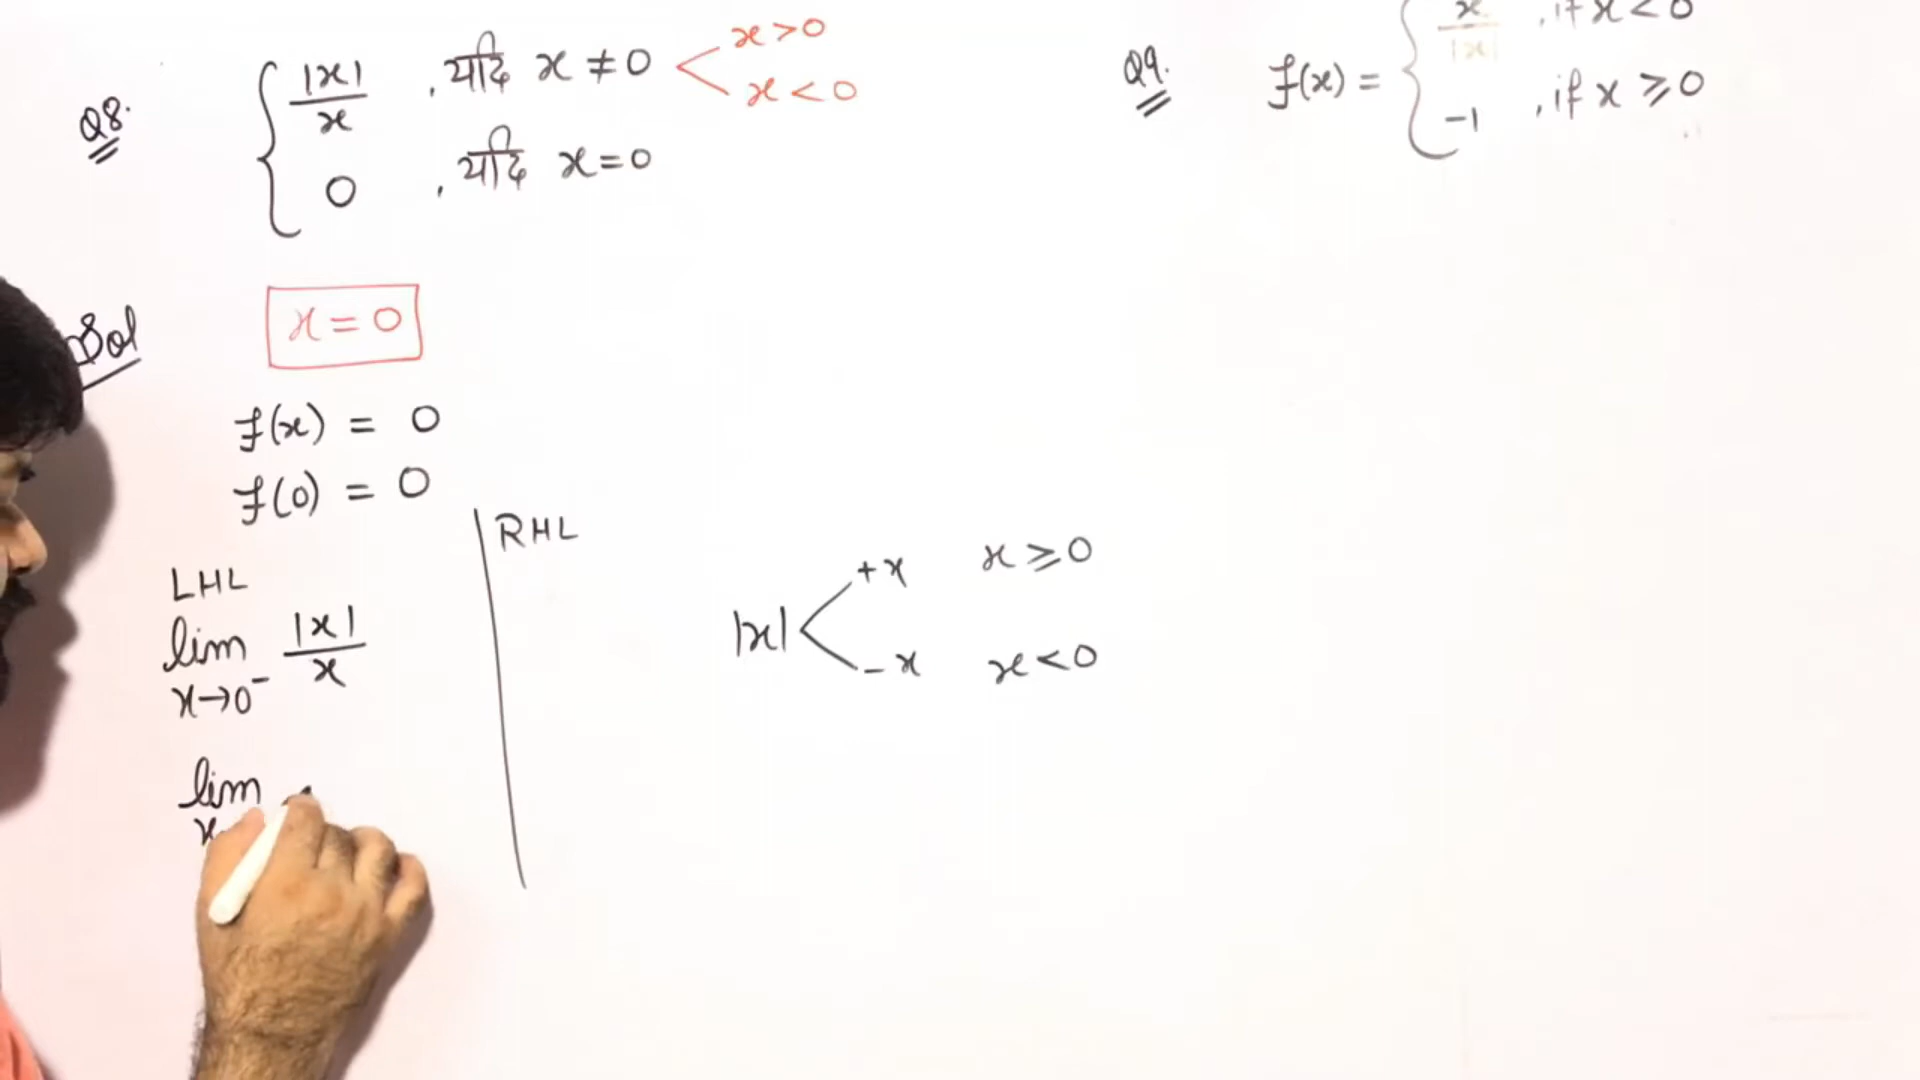 Q8.
|x|/x , यदि x ≠ 0
x > 0
x < 0
0 , यदि x = 0
Sol
x = 0
f(x) = 0
f(0) = 0
LHL
lim |x|/x
x→0⁻
lim
x
RHL
|x|
+x x ≥ 0
-x x < 0
Q9.
f(x) =
x/|x| , if x < 0
-1 , if x ≥ 0